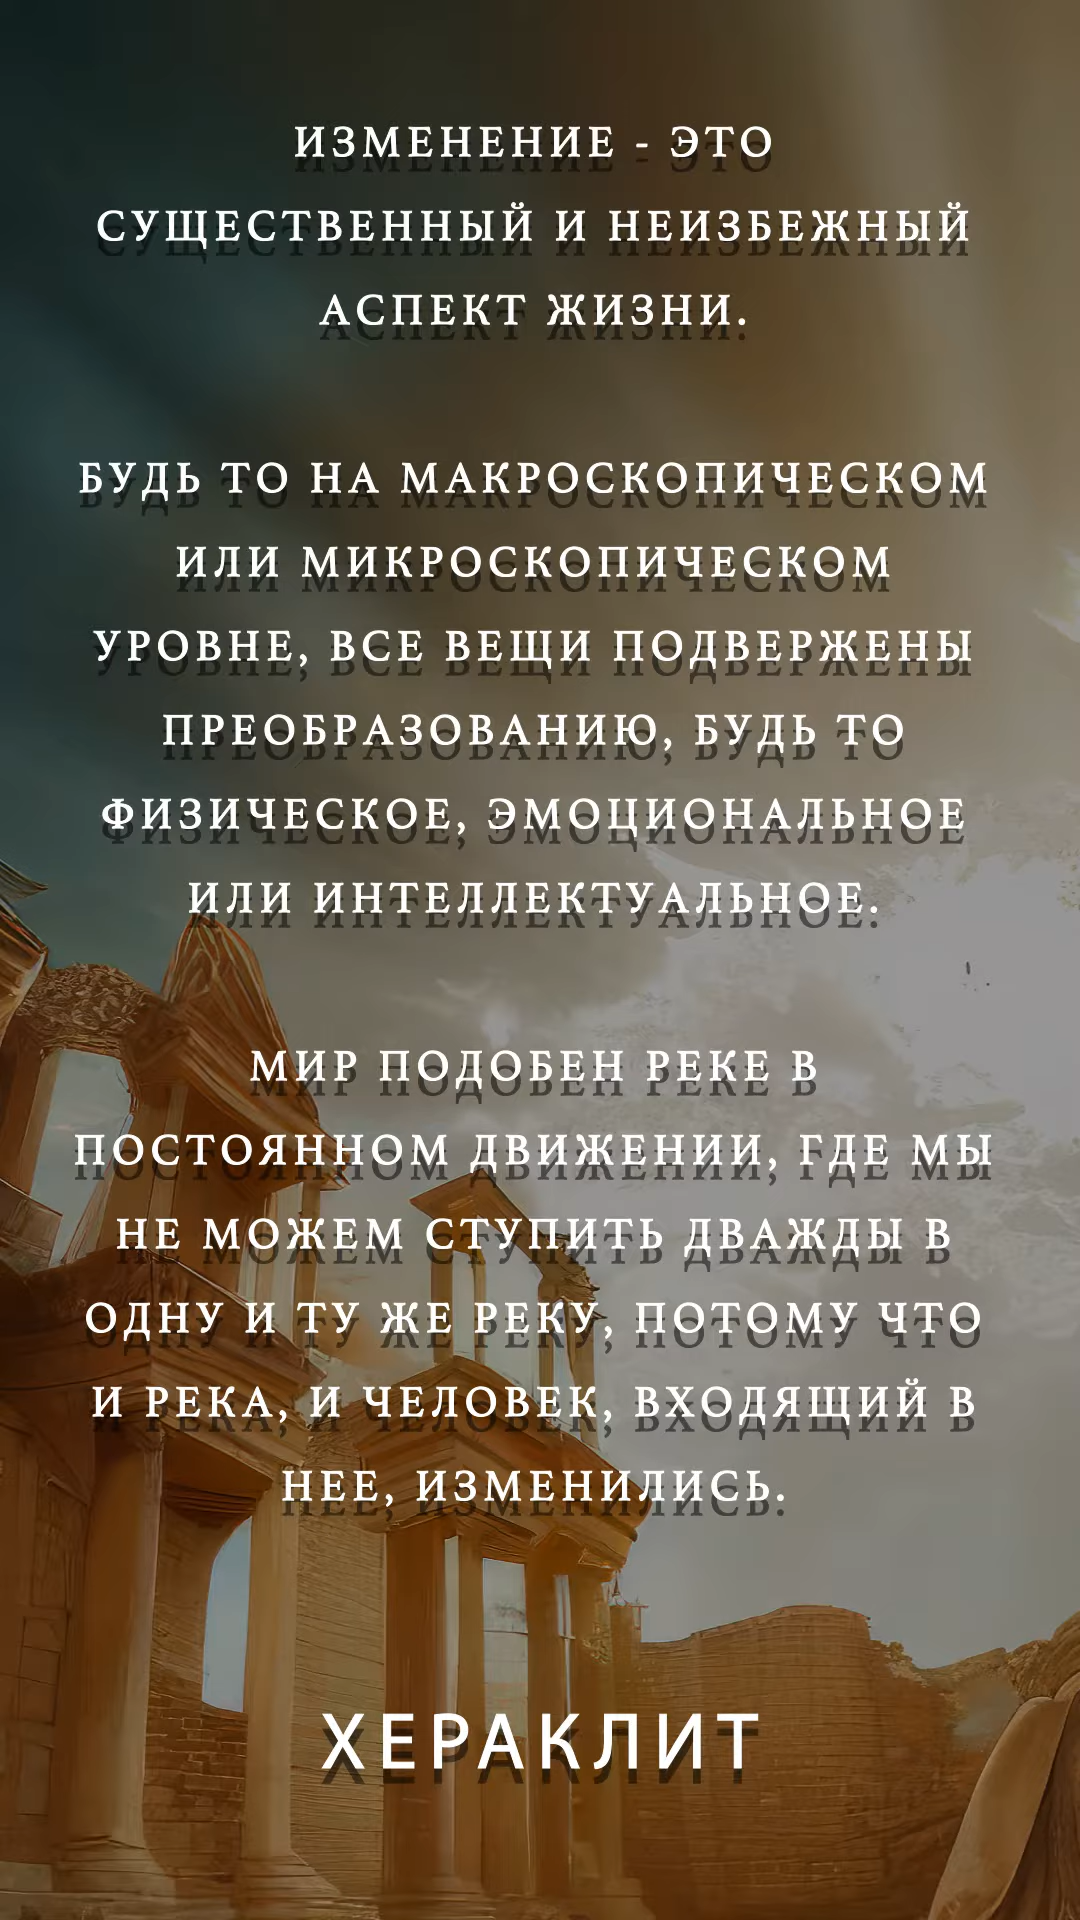 ИЗМЕНЕНИЕ - ЭТО
СУЩЕСТВЕННЫЙ И НЕИЗБЕЖНЫЙ
АСПЕКТ ЖИЗНИ.
БУДЬ ТО НА МАКРОСКОПИЧЕСКОМ
ИЛИ МИКРОСКОПИЧЕСКОМ
УРОВНЕ, ВСЕ ВЕЩИ ПОДВЕРЖЕНЫ
ПРЕОБРАЗОВАНИЮ, БУДЬ ТО
ФИЗИЧЕСКОЕ, ЭМОЦИОНАЛЬНОЕ
ИЛИ ИНТЕЛЛЕКТУАЛЬНОЕ.
МИР ПОДОБЕН РЕКЕ В
ПОСТОЯННОМ ДВИЖЕНИИ, ГДЕ МЫ
НЕ МОЖЕМ СТУПИТЬ ДВАЖДЫ В
ОДНУ И ТУ ЖЕ РЕКУ, ПОТОМУ ЧТО
И РЕКА, И ЧЕЛОВЕК, ВХОДЯЩИЙ В
НЕЕ, ИЗМЕНИЛИСЬ.
ХЕРАКЛИТ